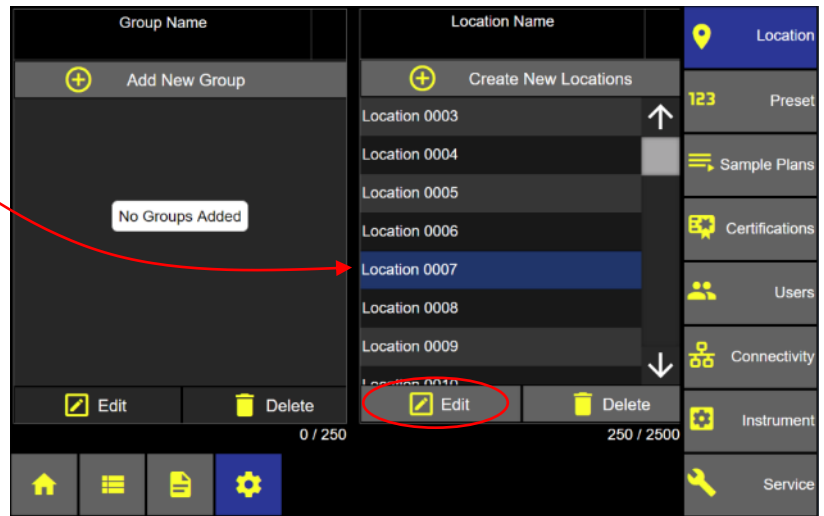 Group Name
Add New Group
No Groups Added
Edit
Delete
0 / 250
Location Name
Create New Locations
Location 0003
Location 0004
Location 0005
Location 0006
Location 0007
Location 0008
Location 0009
Location 0010
Edit
Delete
250 / 2500
Location
123
Preset
Sample Plans
Certifications
Users
Connectivity
Instrument
Service